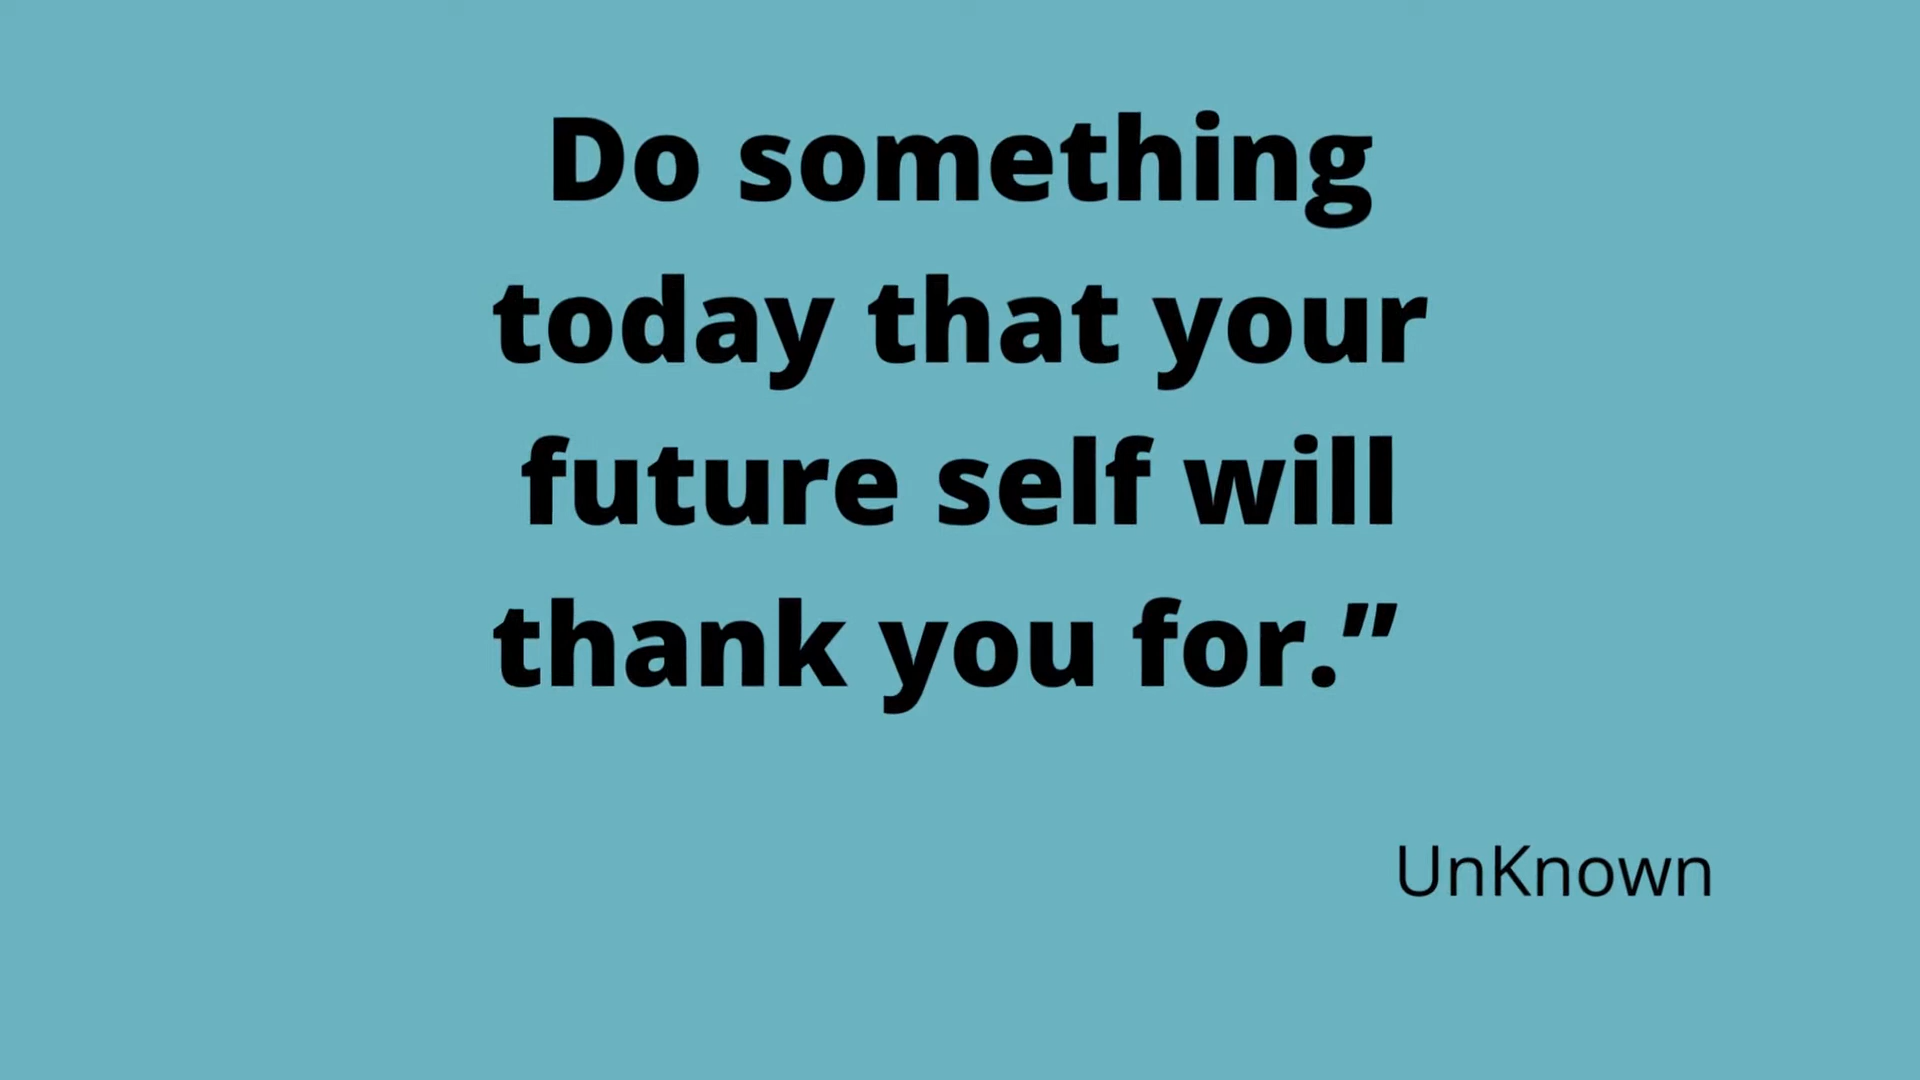 Do something
today that your
future self will
thank you for.”
UnKnown